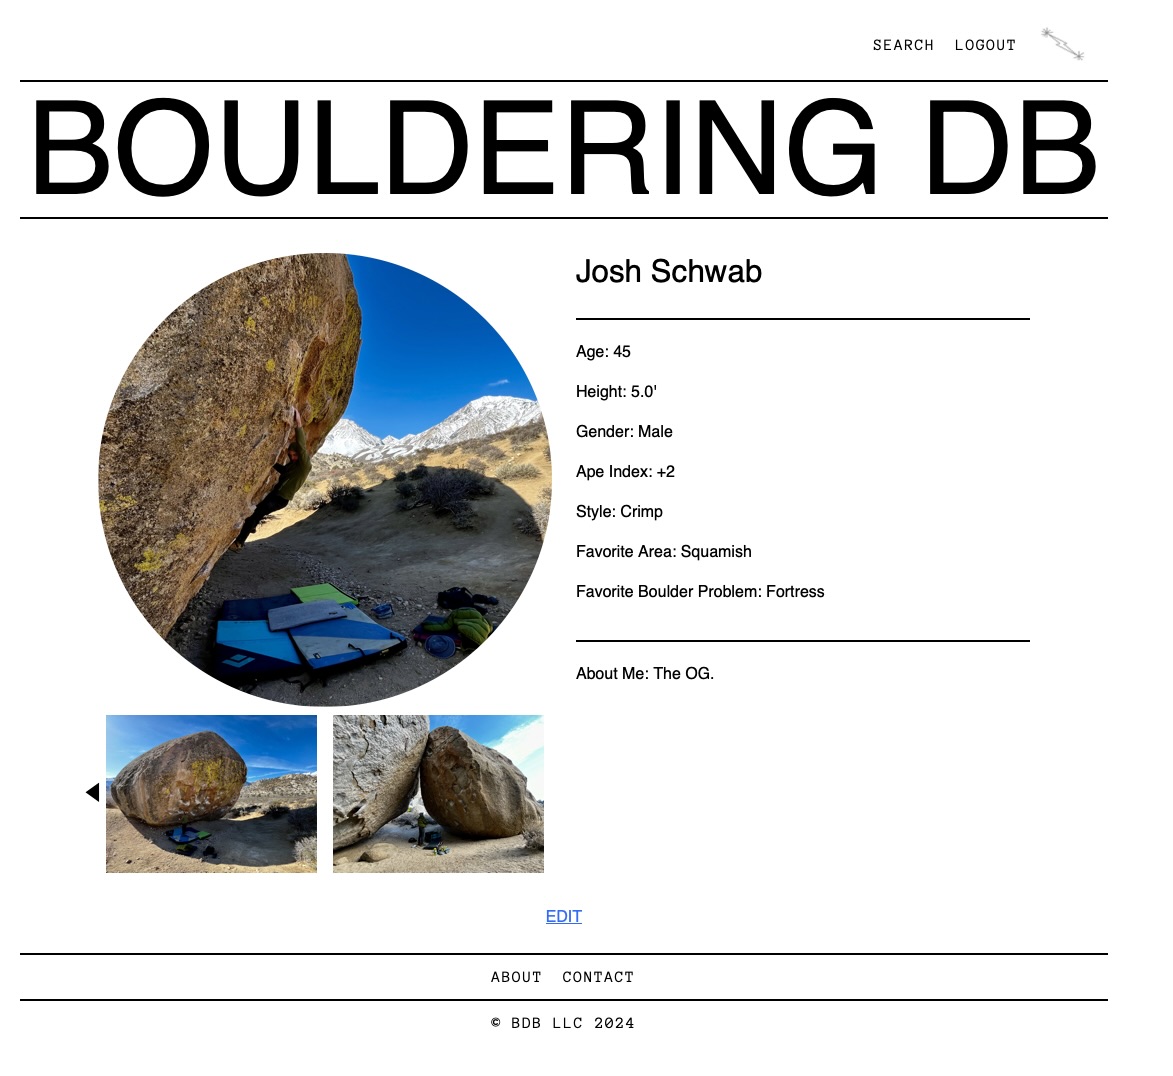 SEARCH LOGOUT
BOULDERING DB
Josh Schwab
Age: 45
Height: 5.0'
Gender: Male
Ape Index: +2
Style: Crimp
Favorite Area: Squamish
Favorite Boulder Problem: Fortress
About Me: The OG.
EDIT
ABOUT CONTACT
© BDB LLC 2024